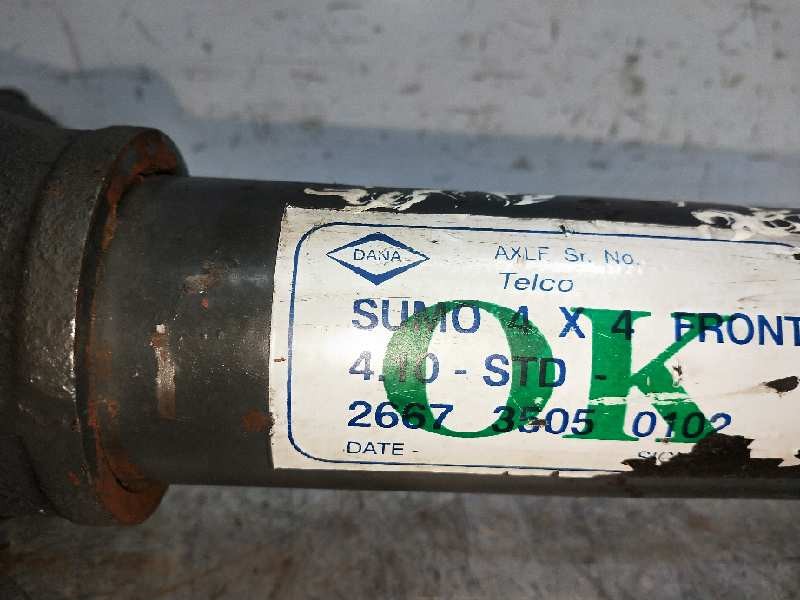 DANA
AXLE Sr. No.
Telco
SUMO 4 X 4 FRONT
4.10 - STD -
2667 3505 0102
OK
DATE -